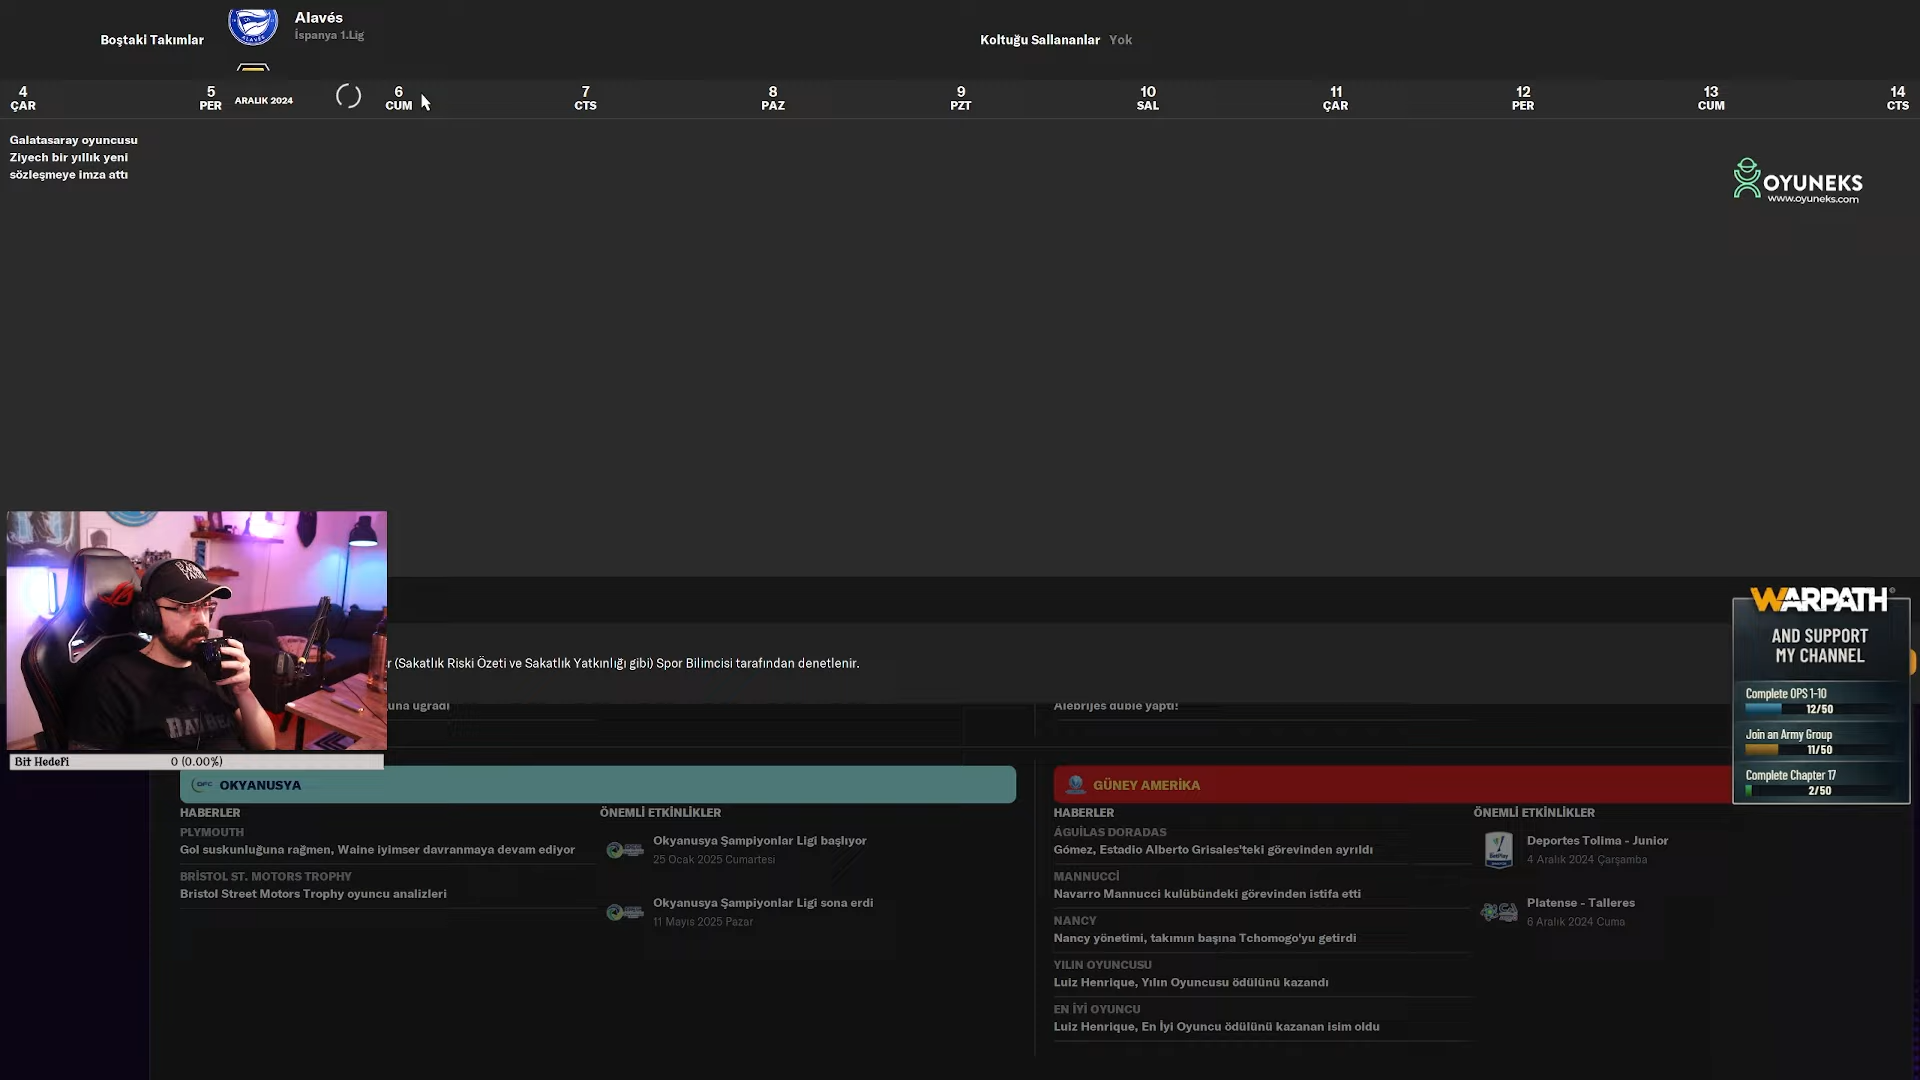 Boştaki Takımlar
Alavés
İspanya 1.Lig
Koltuğu Sallananlar Yok
4 ÇAR
5 PER
ARALIK 2024
6 CUM
7 CTS
8 PAZ
9 PZT
10 SAL
11 ÇAR
12 PER
13 CUM
14 CTS
Galatasaray oyuncusu
Ziyech bir yıllık yeni
sözleşmeye imza attı
OYUNEKS
www.oyuneks.com
r (Sakatlık Riski Özeti ve Sakatlık Yatkınlığı gibi) Spor Bilimcisi tarafından denetlenir.
una uğradı
Alebrijes duble yaptı!
WARPATH
AND SUPPORT
MY CHANNEL
Complete OPS 1-10
12/50
Join an Army Group
11/50
Complete Chapter 17
2/50
Bit Hedefi 0 (0.00%)
OFC OKYANUSYA
HABERLER
PLYMOUTH
Gol suskunluğuna rağmen, Waine iyimser davranmaya devam ediyor
BRİSTOL ST. MOTORS TROPHY
Bristol Street Motors Trophy oyuncu analizleri
ÖNEMLİ ETKİNLİKLER
Okyanusya Şampiyonlar Ligi başlıyor
25 Ocak 2025 Cumartesi
Okyanusya Şampiyonlar Ligi sona erdi
11 Mayıs 2025 Pazar
GÜNEY AMERİKA
HABERLER
ÁGUİLAS DORADAS
Gómez, Estadio Alberto Grisales'teki görevinden ayrıldı
MANNUCCİ
Navarro Mannucci kulübündeki görevinden istifa etti
NANCY
Nancy yönetimi, takımın başına Tchomogo'yu getirdi
YILIN OYUNCUSU
Luiz Henrique, Yılın Oyuncusu ödülünü kazandı
EN İYİ OYUNCU
Luiz Henrique, En İyi Oyuncu ödülünü kazanan isim oldu
ÖNEMLİ ETKİNLİKLER
Deportes Tolima - Junior
4 Aralık 2024 Çarşamba
Platense - Talleres
6 Aralık 2024 Cuma